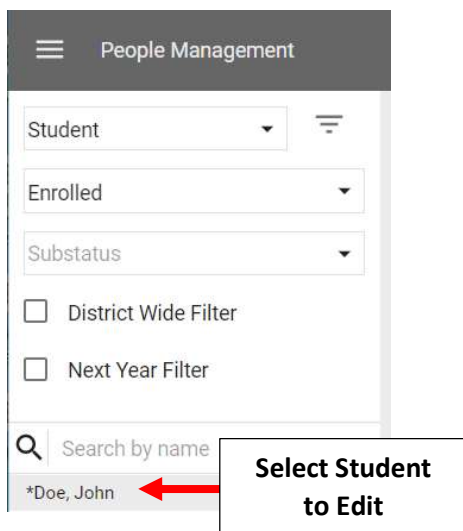 People Management
Student
Enrolled
Substatus
District Wide Filter
Next Year Filter
Search by name
*Doe, John
Select Student
to Edit